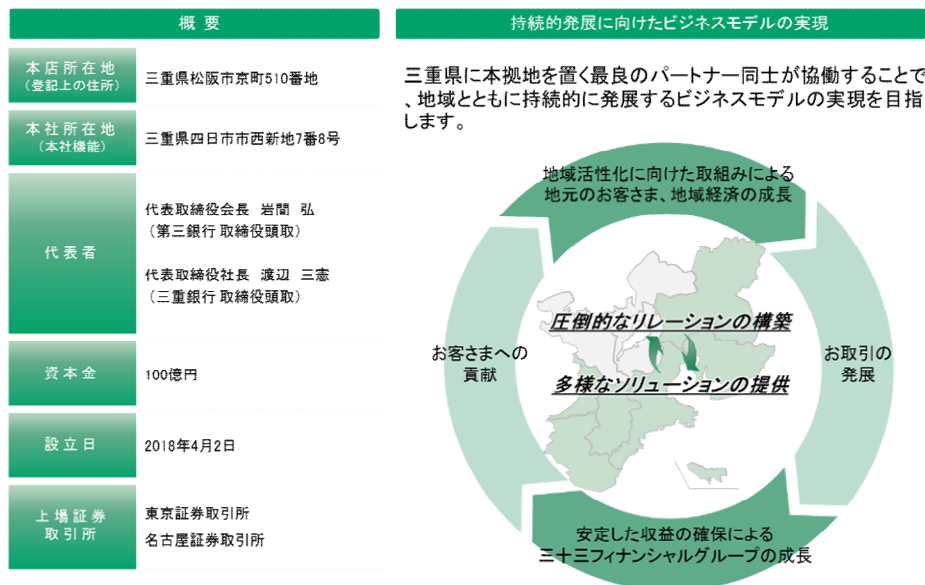 概要
本店所在地
(登記上の住所)
三重県松阪市京町510番地
本社所在地
(本社機能)
三重県四日市市西新地7番8号
代表者
代表取締役会長 岩間 弘
(第三銀行 取締役頭取)
代表取締役社長 渡辺 三憲
(三重銀行 取締役頭取)
資本金
100億円
設立日
2018年4月2日
上場証券
取引所
東京証券取引所
名古屋証券取引所
持続的発展に向けたビジネスモデルの実現
三重県に本拠地を置く最良のパートナー同士が協働することで
、地域とともに持続的に発展するビジネスモデルの実現を目指
します。
地域活性化に向けた取組みによる
地元のお客さま、地域経済の成長
圧倒的なリレーションの構築
お客さまへの
貢献
お取引の
発展
多様なソリューションの提供
安定した収益の確保による
三十三フィナンシャルグループの成長